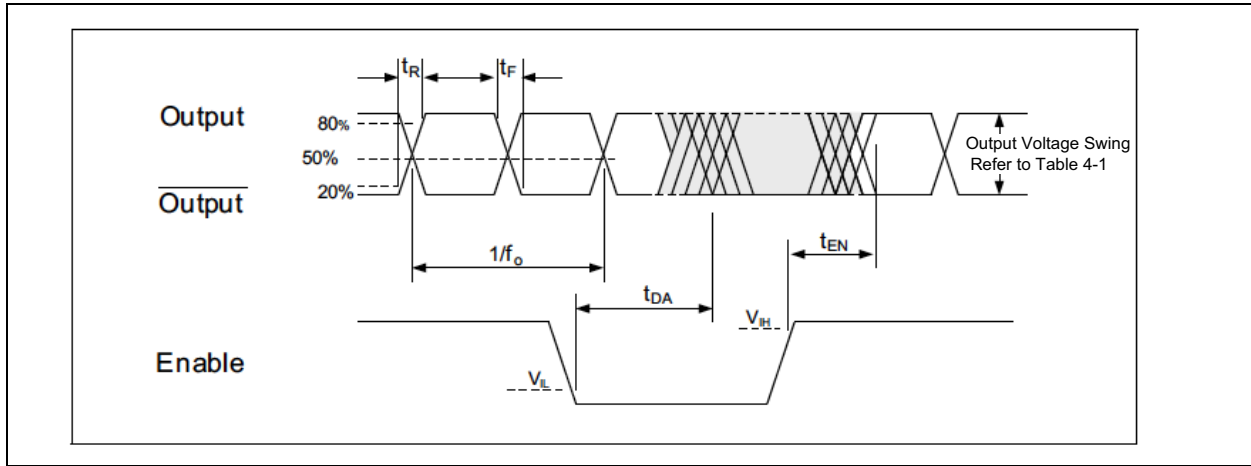 tR
tF
Output
80%
50%
20%
Output
Output Voltage Swing
Refer to Table 4-1
1/fo
tEN
tDA
VIH
Enable
VIL